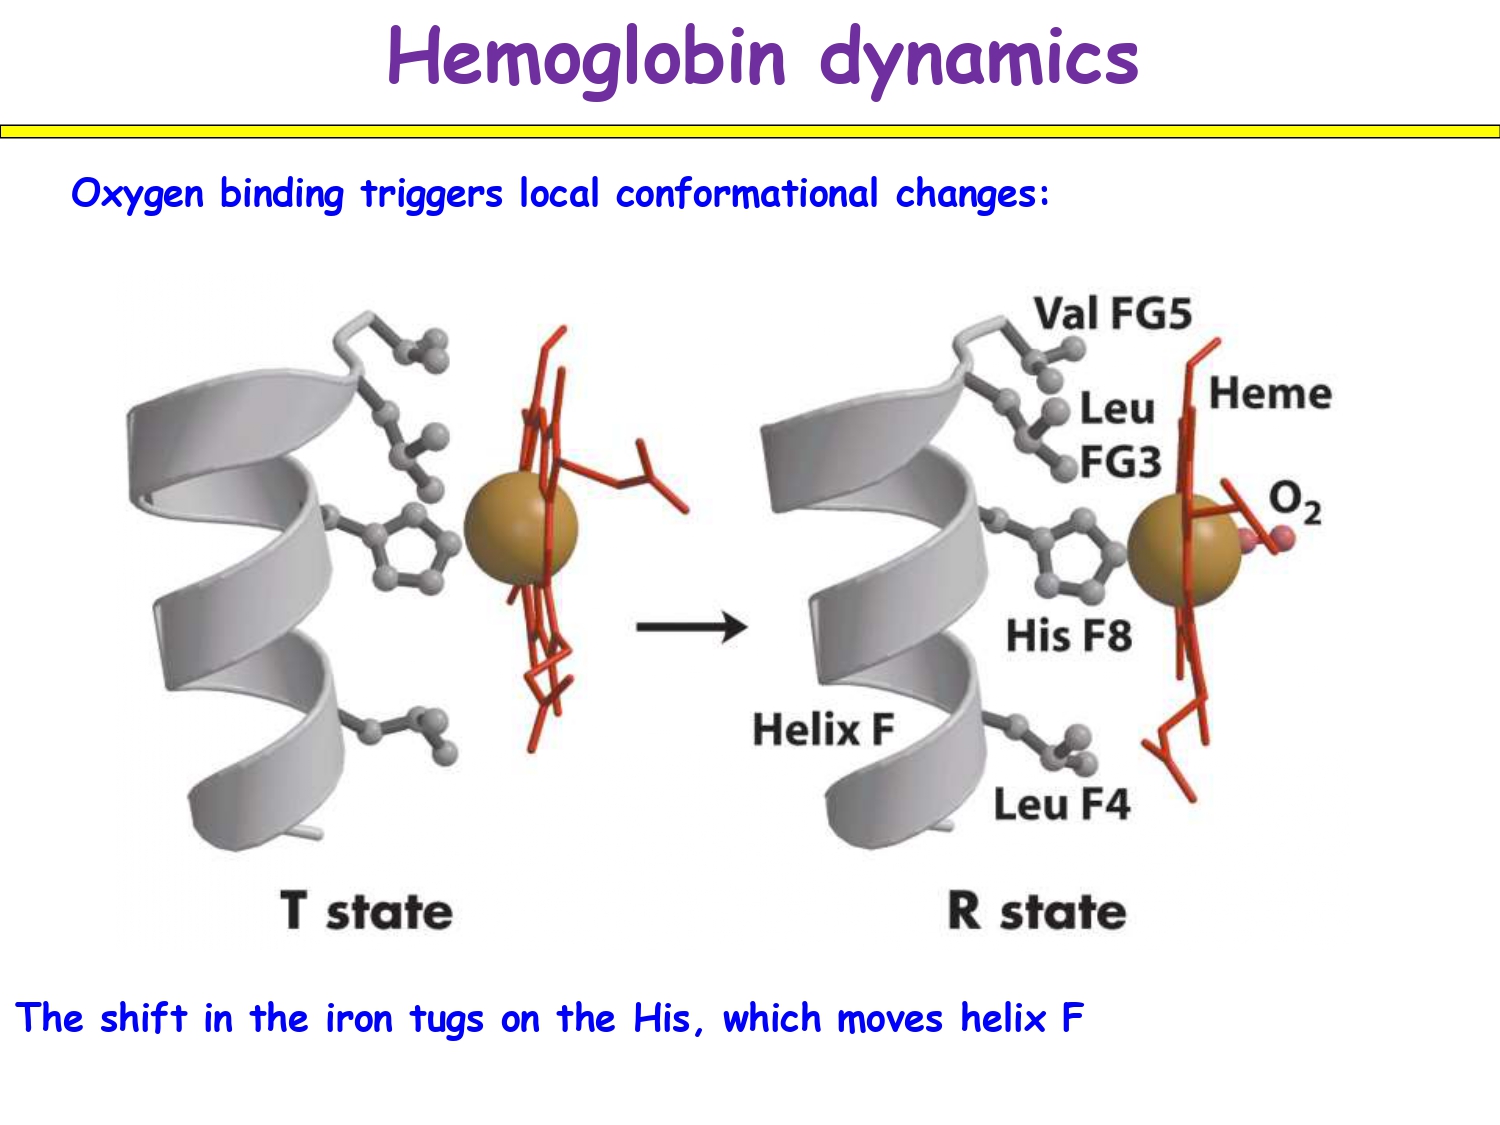 Hemoglobin dynamics
Oxygen binding triggers local conformational changes:
Val FG5
Heme
Leu
FG3
O2
His F8
Helix F
Leu F4
T state
R state
The shift in the iron tugs on the His, which moves helix F